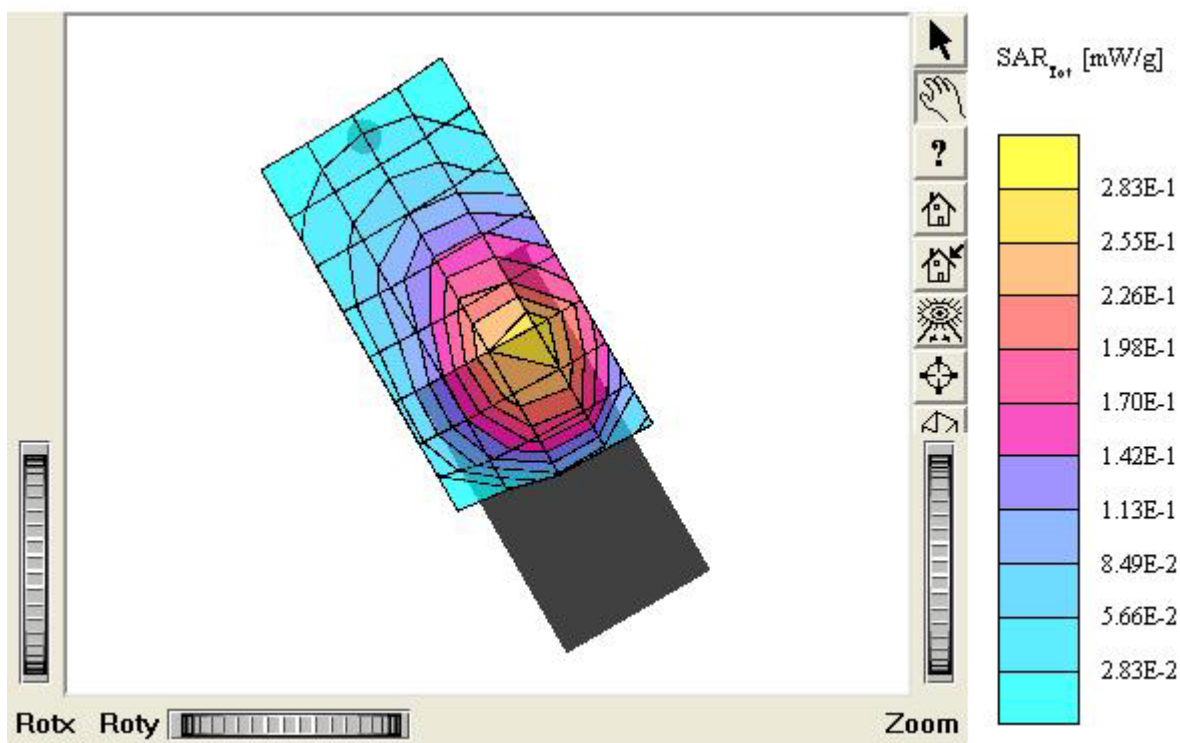 SAR_Tot [mW/g]
?
2.83E-1
2.55E-1
2.26E-1
1.98E-1
1.70E-1
1.42E-1
1.13E-1
8.49E-2
5.66E-2
2.83E-2
Rotx Roty Zoom